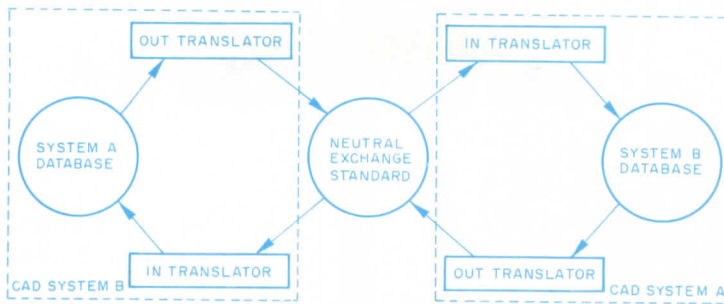 OUT TRANSLATOR
IN TRANSLATOR
SYSTEM A
DATABASE
NEUTRAL
EXCHANGE
STANDARD
SYSTEM B
DATABASE
CAD SYSTEM B
IN TRANSLATOR
OUT TRANSLATOR
CAD SYSTEM A